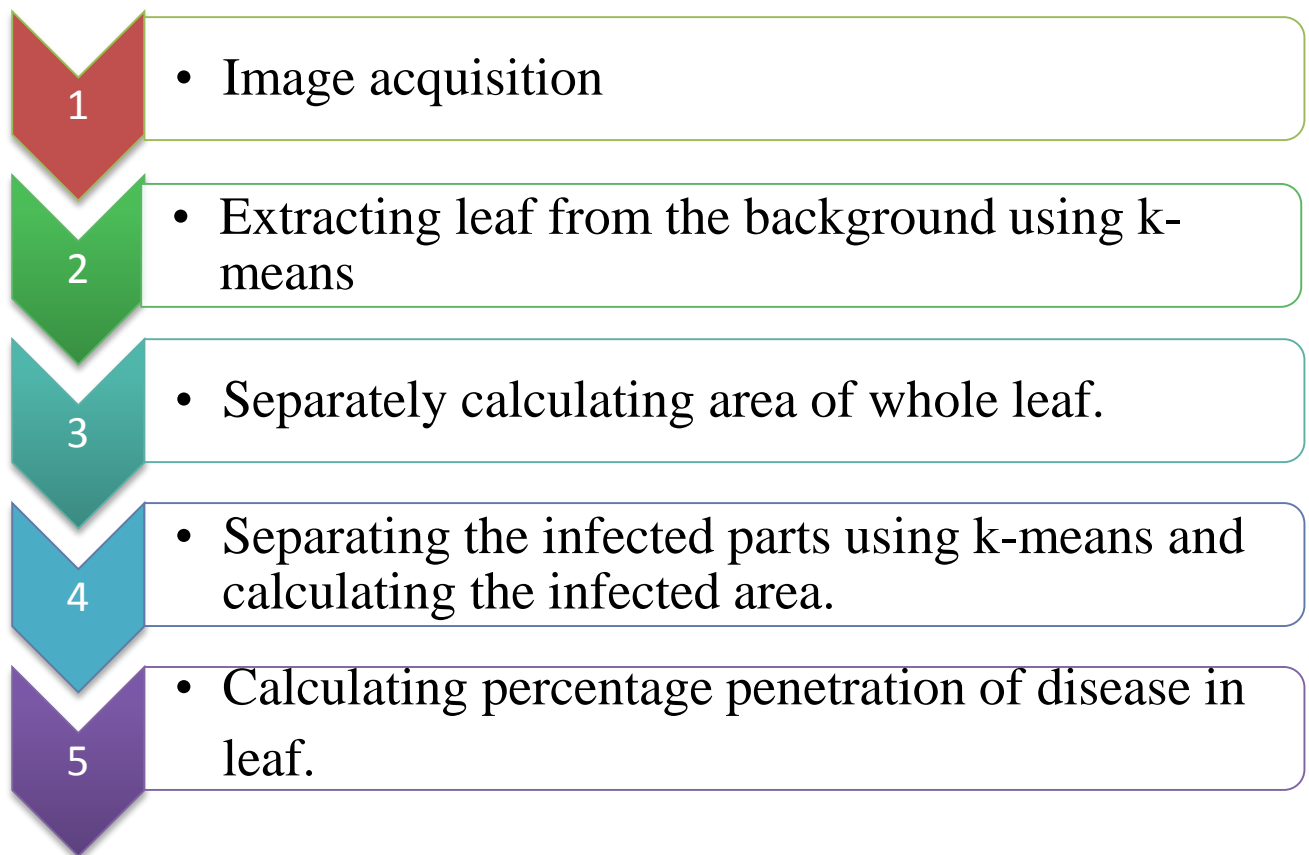 1
• Image acquisition
2
• Extracting leaf from the background using k-
means
3
• Separately calculating area of whole leaf.
4
• Separating the infected parts using k-means and
calculating the infected area.
5
• Calculating percentage penetration of disease in
leaf.